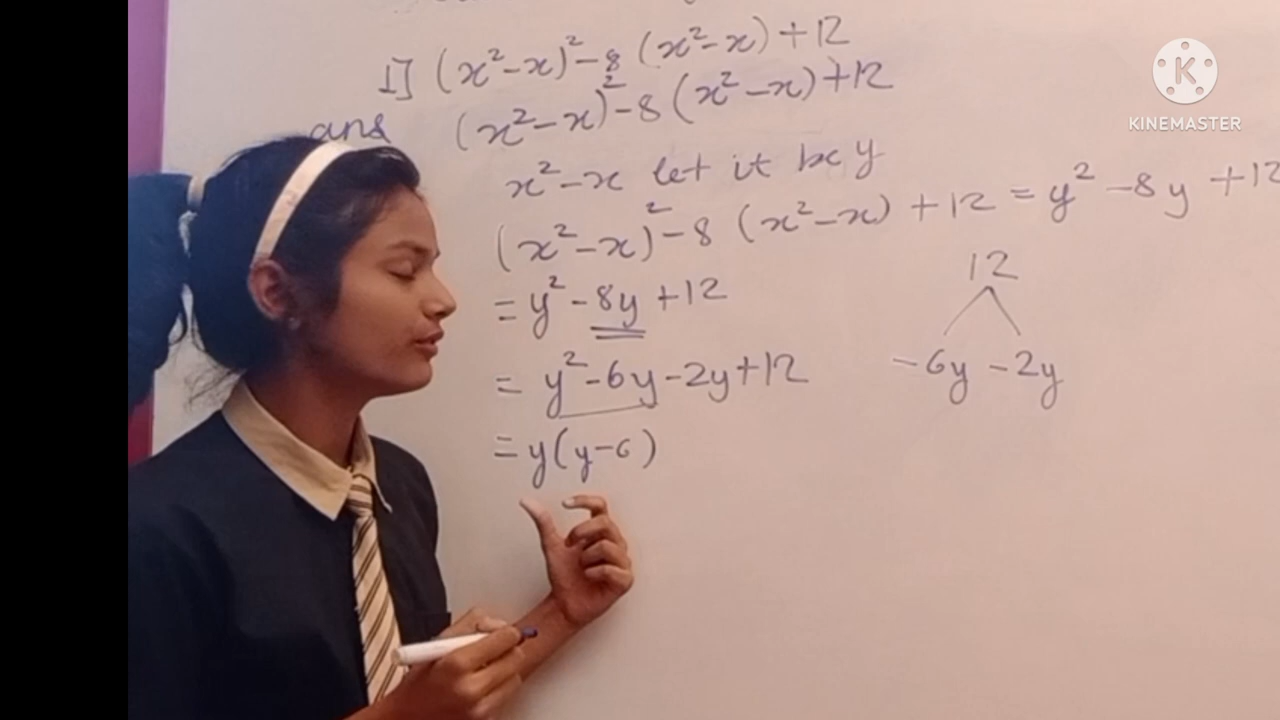 1] (x²-x)²-8 (x²-x)+12
ans (x²-x)²-8 (x²-x)+12
x²-x let it be y
(x²-x)²-8 (x²-x) +12 = y²-8y +12
= y²-8y +12
= y²-6y-2y+12
= y(y-6)
12
-6y -2y
KINEMASTER